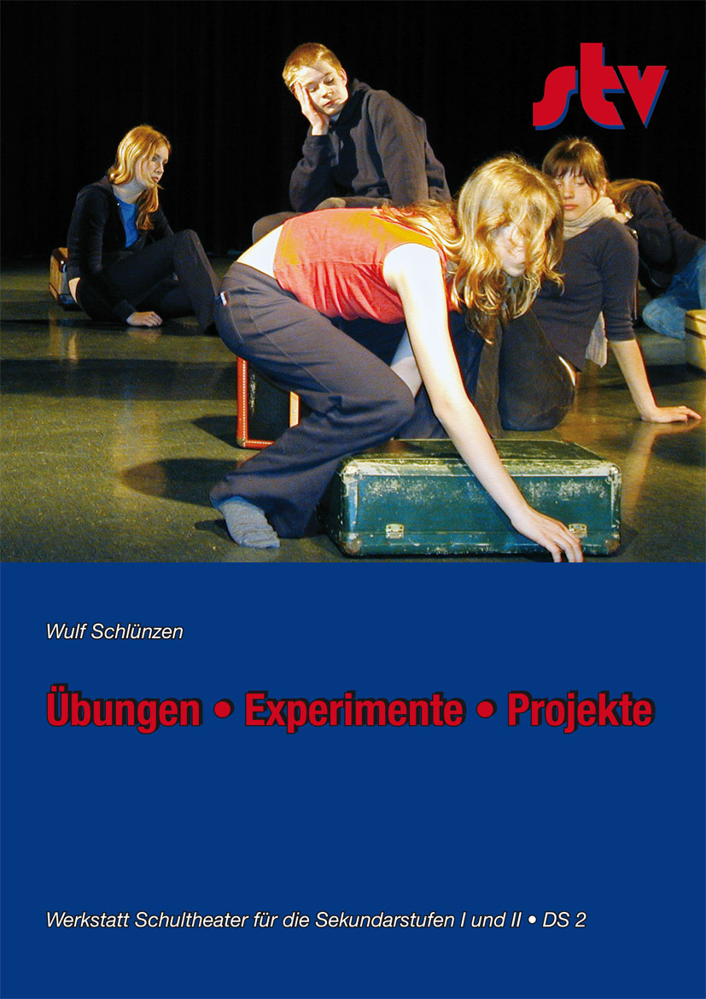 stv
Wulf Schlünzen
Übungen • Experimente • Projekte
Werkstatt Schultheater für die Sekundarstufen I und II • DS 2